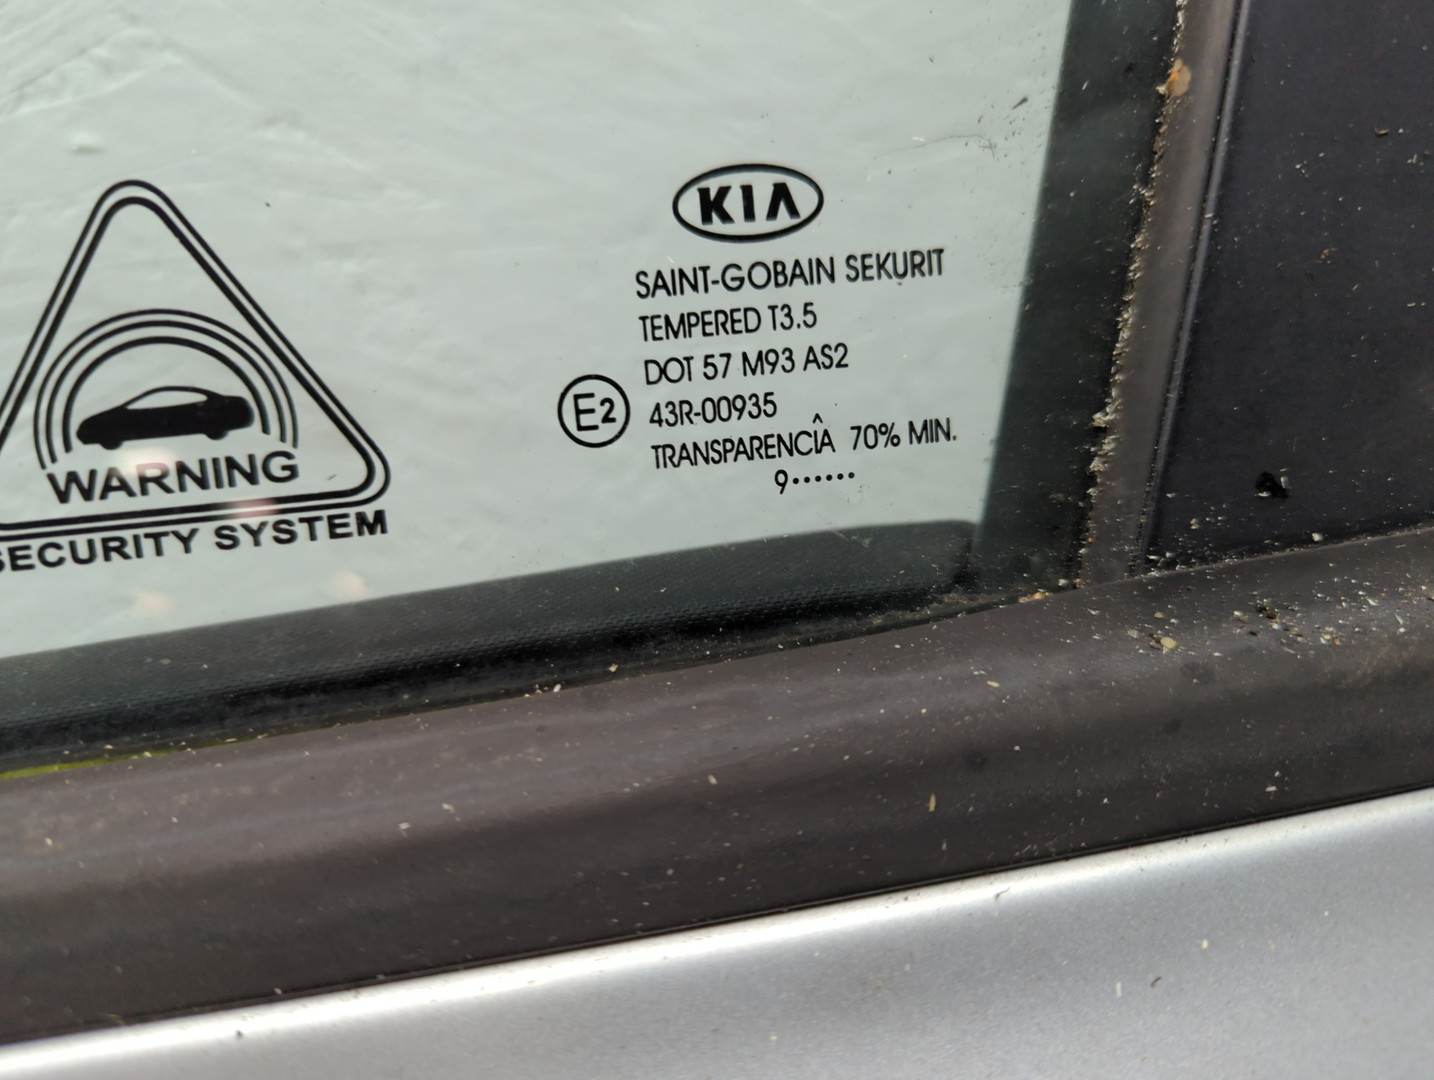 WARNING
SECURITY SYSTEM
KIA
SAINT-GOBAIN SEKURIT
TEMPERED T3.5
DOT 57 M93 AS2
E2 43R-00935
TRANSPARENCIÂ 70% MIN.
9······